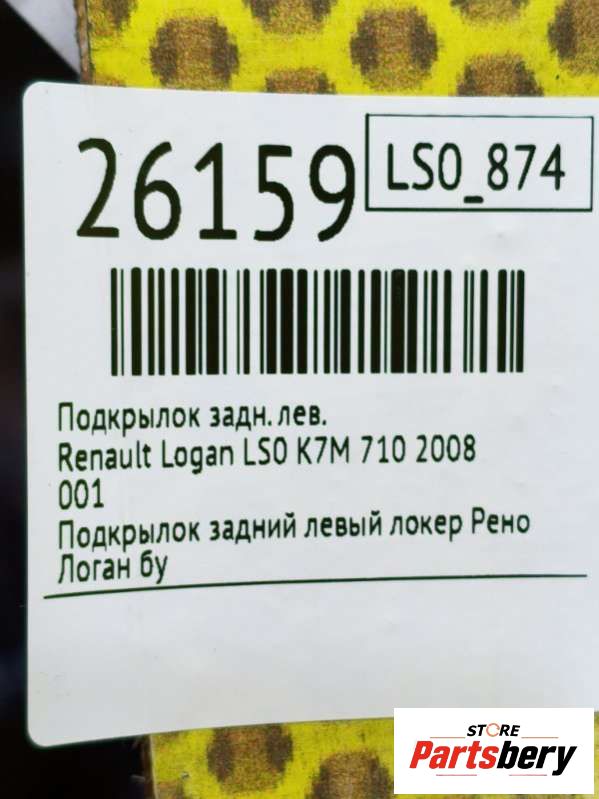 26159
LS0_874
Подкрылок задн. лев.
Renault Logan LS0 K7M 710 2008
001
Подкрылок задний левый локер Рено
Логан бу
STORE
Partsbery